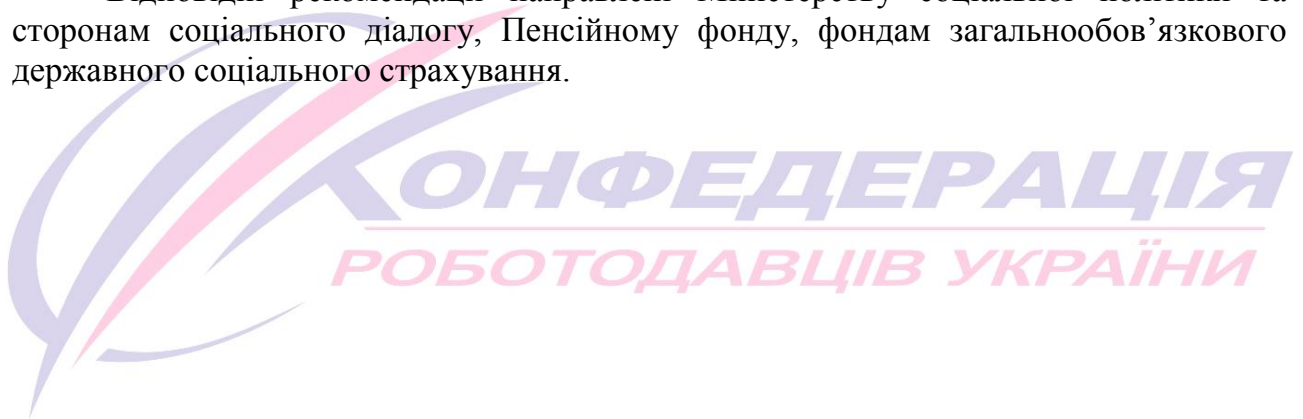 Відповідні рекомендації направлені Міністерству соціальної політики та
сторонам соціального діалогу, Пенсійному фонду, фондам загальнообов’язкового
державного соціального страхування.
КОНФЕДЕРАЦІЯ
РОБОТОДАВЦІВ УКРАЇНИ